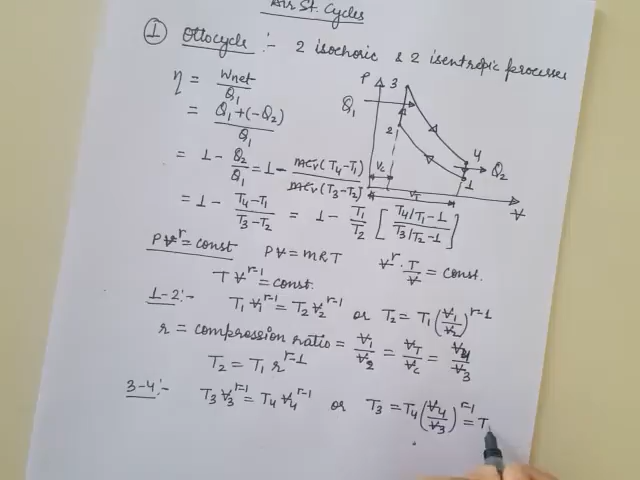 Air St. Cycles
① Ottocycle :- 2 isochoric & 2 isentropic processes
η = Wnet/Q₁
= Q₁+(-Q₂)/Q₁
= 1 - Q₂/Q₁ = 1 - mCv(T₄-T₁)/mCv(T₃-T₂)
= 1 - T₄-T₁/T₃-T₂ = 1 - T₁/T₂ [T₄/T₁-1/T₃/T₂-1]
P
3
Q₁
2
4
Q₂
1
Vc
VT
V
PV^r = const PV = mRT V^r · T/V = const.
TV^(r-1) = const.
1-2:- T₁V₁^(r-1) = T₂V₂^(r-1) or T₂ = T₁(V₁/V₂)^(r-1)
r = compression ratio = V₁/V₂ = VT/Vc = V₄/V₃
T₂ = T₁ r^(r-1)
3-4:- T₃V₃^(r-1) = T₄V₄^(r-1) or T₃ = T₄(V₄/V₃)^(r-1) = T